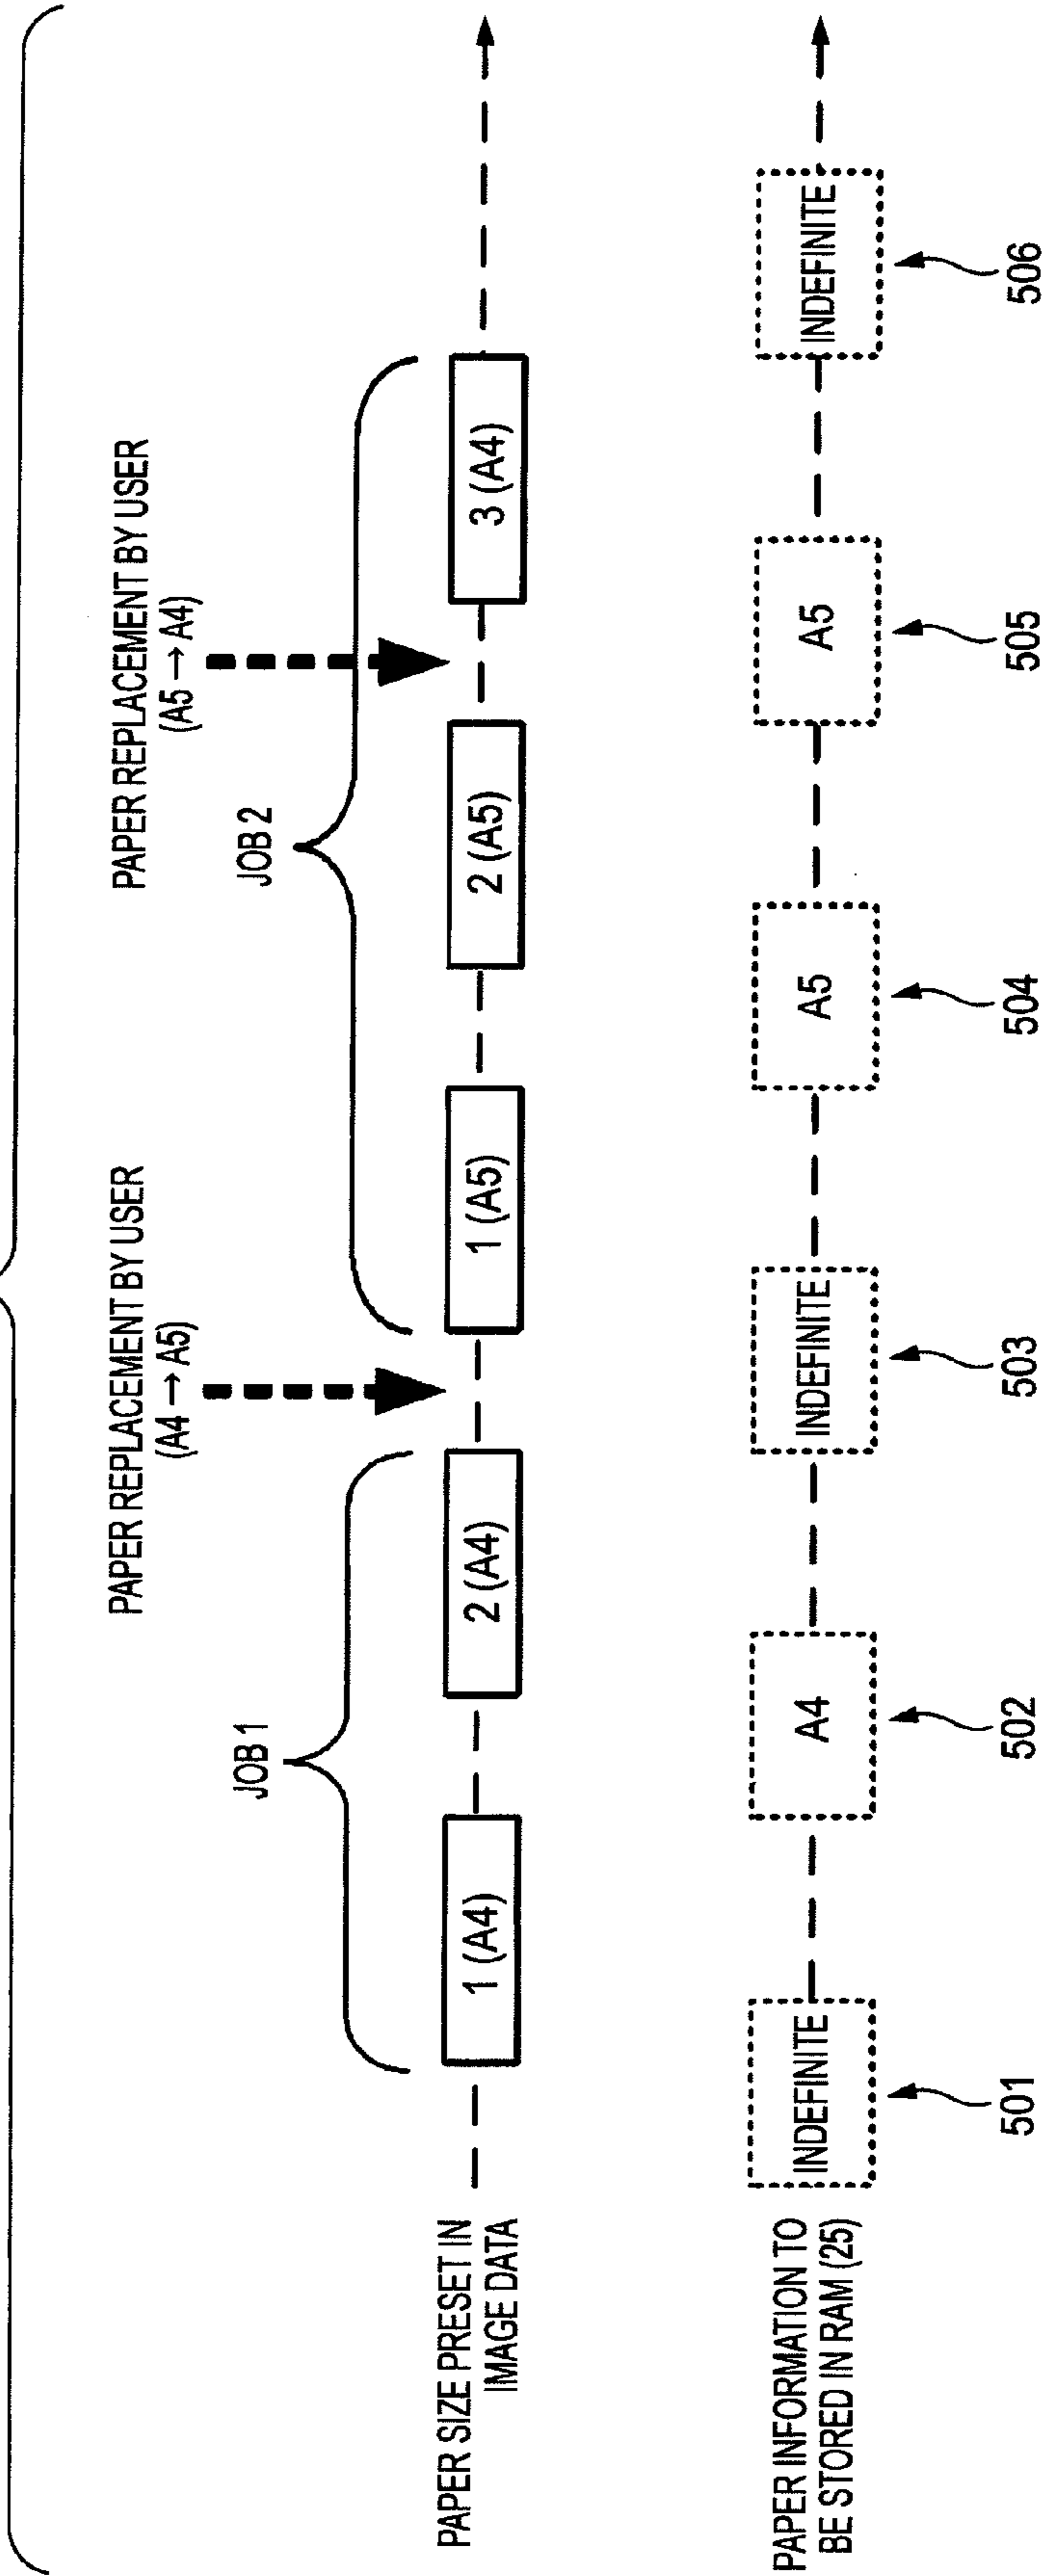 PAPER REPLACEMENT BY USER
(A4 → A5)
PAPER REPLACEMENT BY USER
(A5 → A4)
JOB 1
JOB 2
PAPER SIZE PRESET IN
IMAGE DATA
1 (A4)
2 (A4)
1 (A5)
2 (A5)
3 (A4)
PAPER INFORMATION TO
BE STORED IN RAM (25)
INDEFINITE
A4
INDEFINITE
A5
A5
INDEFINITE
501
502
503
504
505
506